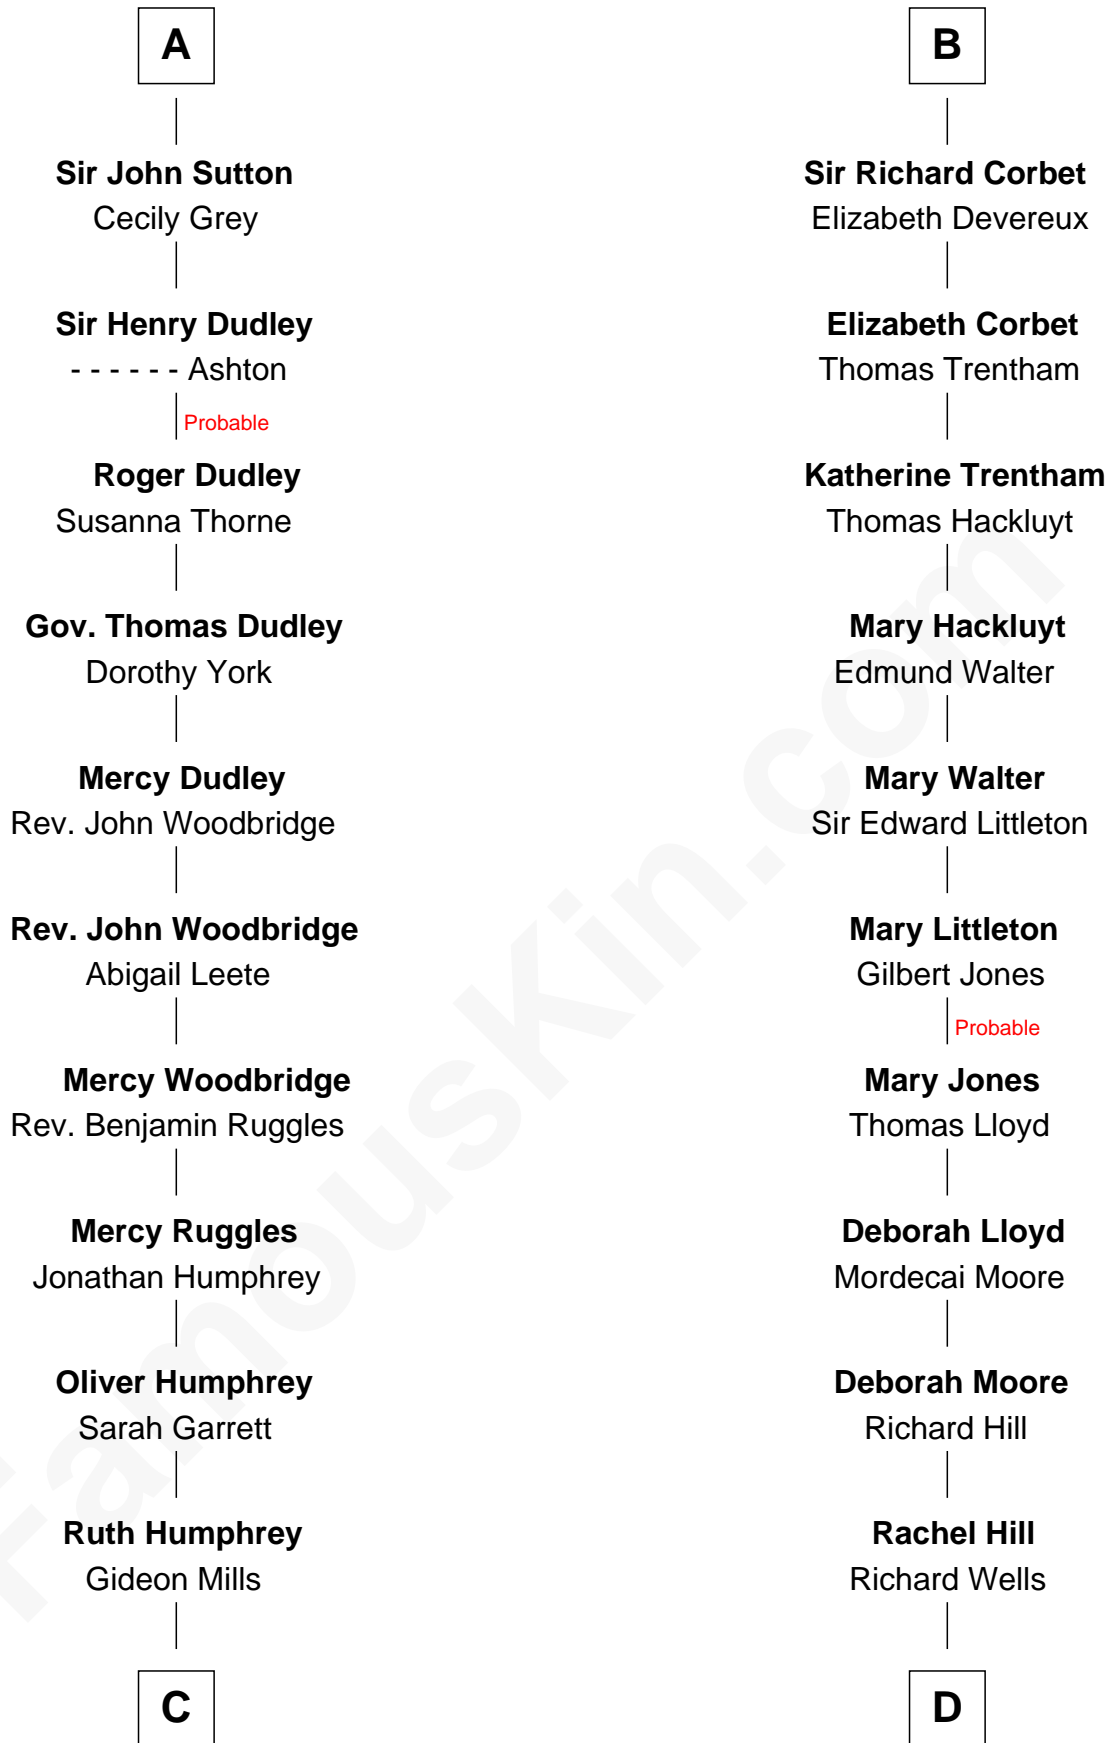 A
Sir John Sutton
Cecily Grey
Sir Henry Dudley
- - - - - - Ashton
Probable
Roger Dudley
Susanna Thorne
Gov. Thomas Dudley
Dorothy York
Mercy Dudley
Rev. John Woodbridge
Rev. John Woodbridge
Abigail Leete
Mercy Woodbridge
Rev. Benjamin Ruggles
Mercy Ruggles
Jonathan Humphrey
Oliver Humphrey
Sarah Garrett
Ruth Humphrey
Gideon Mills
C
B
Sir Richard Corbet
Elizabeth Devereux
Elizabeth Corbet
Thomas Trentham
Katherine Trentham
Thomas Hackluyt
Mary Hackluyt
Edmund Walter
Mary Walter
Sir Edward Littleton
Mary Littleton
Gilbert Jones
Probable
Mary Jones
Thomas Lloyd
Deborah Lloyd
Mordecai Moore
Deborah Moore
Richard Hill
Rachel Hill
Richard Wells
D
FamousKin.com